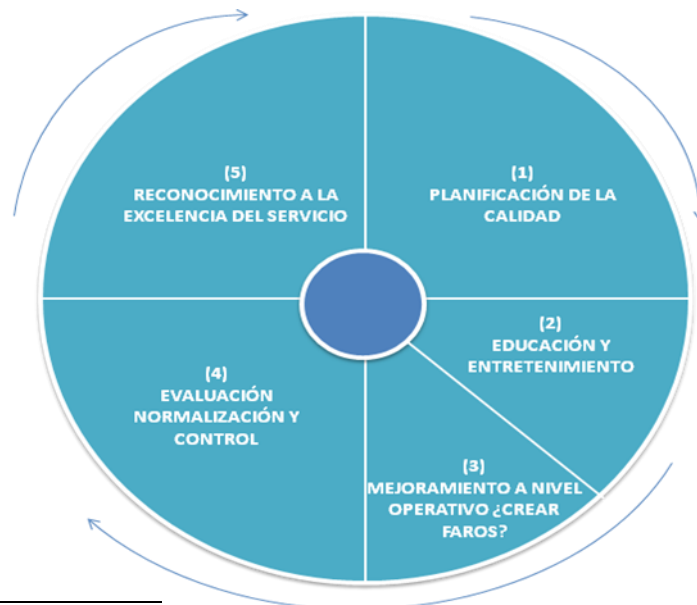 (5)
RECONOCIMIENTO A LA
EXCELENCIA DEL SERVICIO
(1)
PLANIFICACIÓN DE LA
CALIDAD
(2)
EDUCACIÓN Y
ENTRETENIMIENTO
(4)
EVALUACIÓN
NORMALIZACIÓN Y
CONTROL
(3)
MEJORAMIENTO A NIVEL
OPERATIVO ¿CREAR
FAROS?